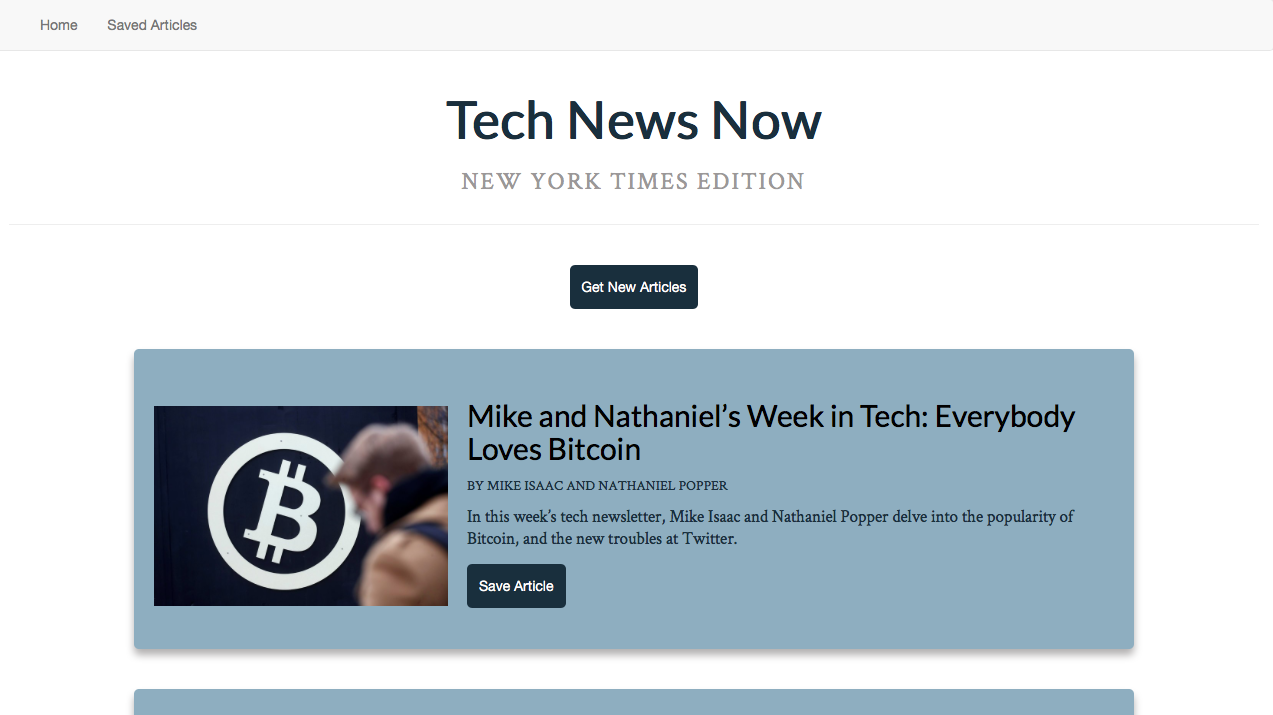 Home
Saved Articles
Tech News Now
NEW YORK TIMES EDITION
Get New Articles
Mike and Nathaniel’s Week in Tech: Everybody
Loves Bitcoin
BY MIKE ISAAC AND NATHANIEL POPPER
In this week’s tech newsletter, Mike Isaac and Nathaniel Popper delve into the popularity of
Bitcoin, and the new troubles at Twitter.
Save Article